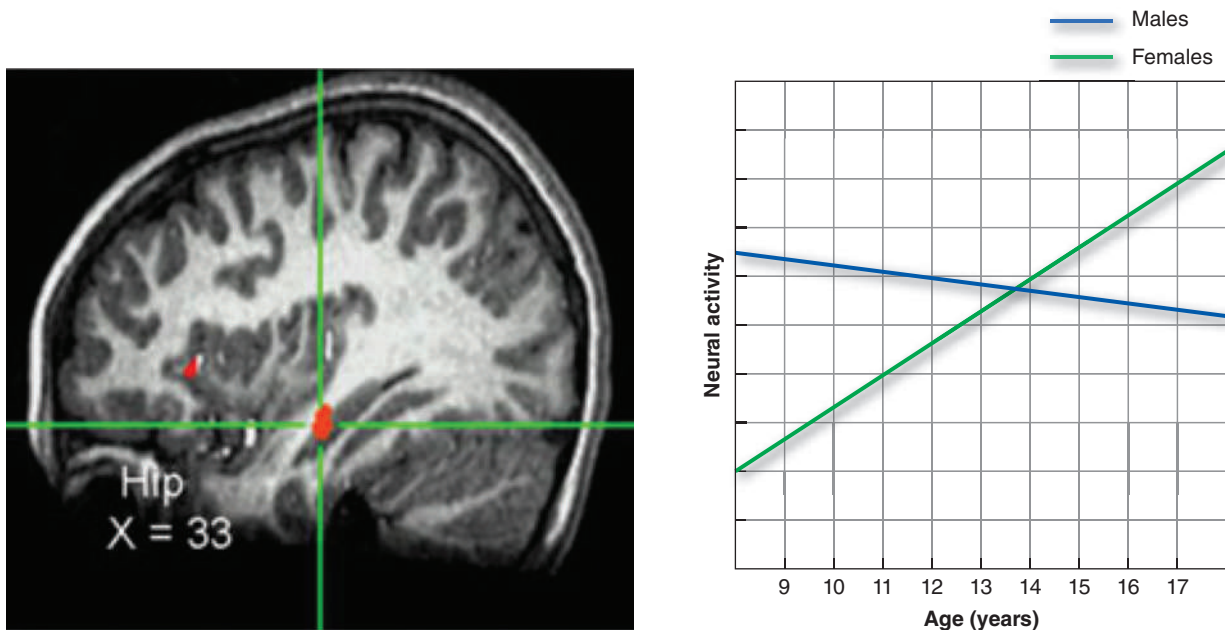 Hip
X = 33
Males
Females
Neural activity
9 10 11 12 13 14 15 16 17
Age (years)